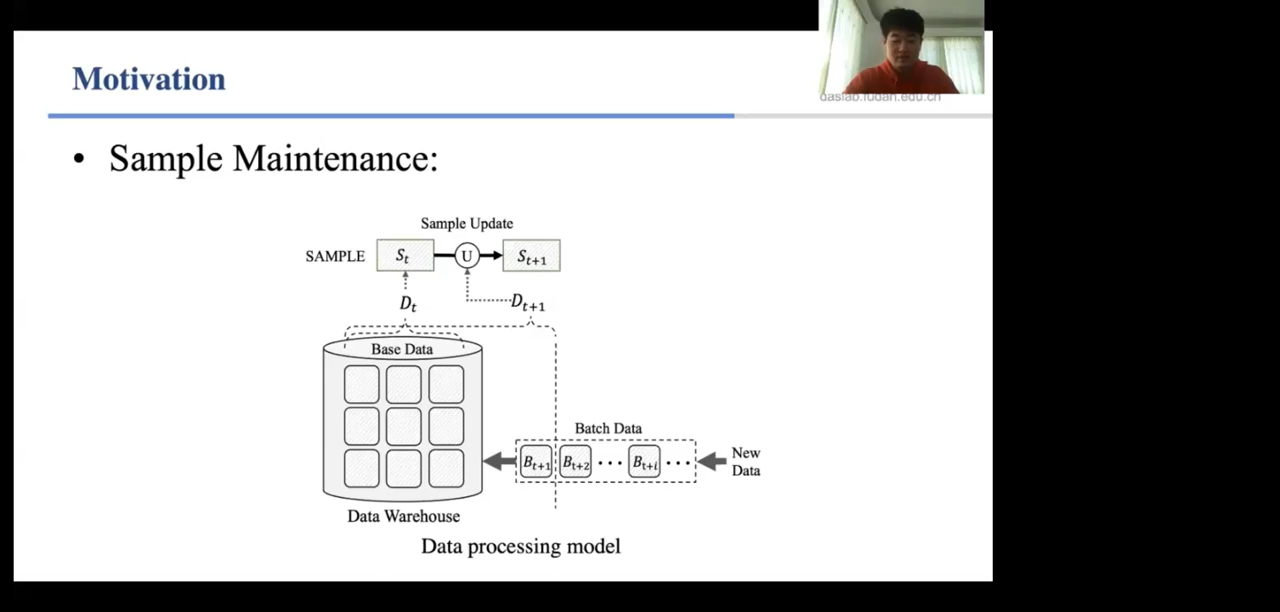 Motivation
daslab.fudan.edu.cn
• Sample Maintenance:
Sample Update
SAMPLE S_t U S_{t+1}
D_t D_{t+1}
Base Data
Batch Data
B_{t+1} B_{t+2} ... B_{t+i} ...
New
Data
Data Warehouse
Data processing model